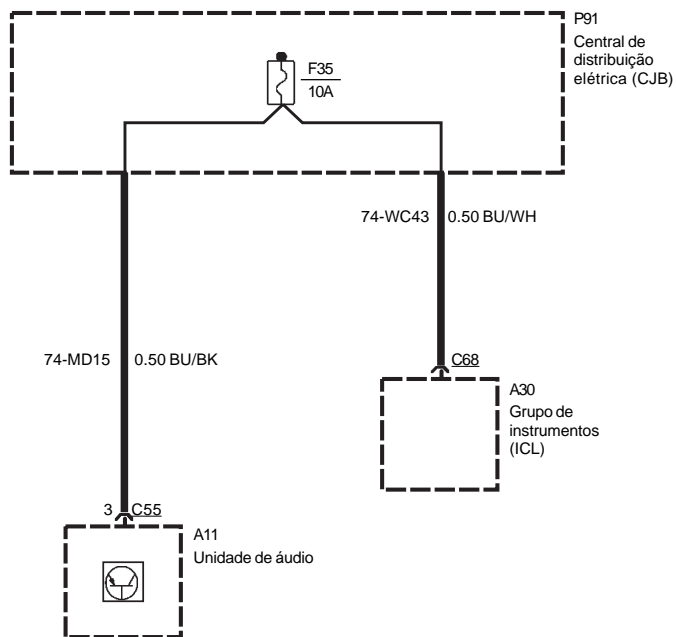 P91
Central de
distribuição
elétrica (CJB)
F35
10A
74-WC43
0.50 BU/WH
74-MD15
0.50 BU/BK
C68
A30
Grupo de
instrumentos
(ICL)
3
C55
A11
Unidade de áudio